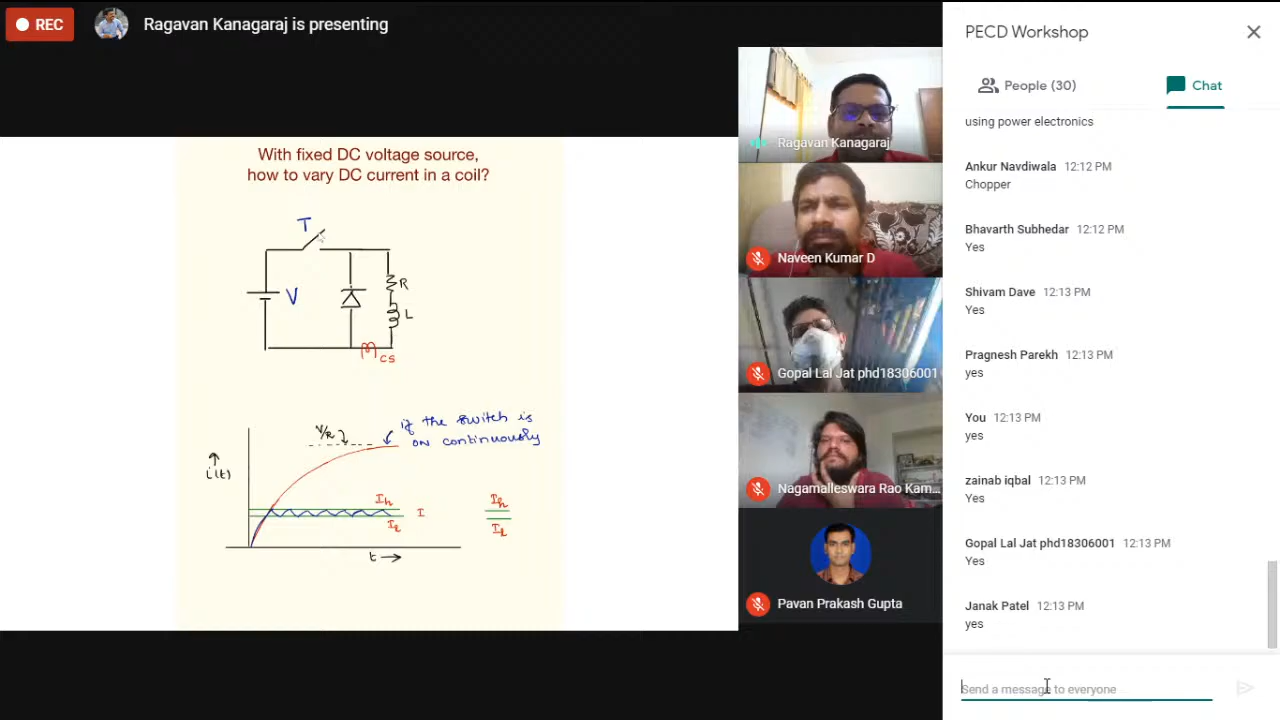 REC
Ragavan Kanagaraj is presenting
With fixed DC voltage source,
how to vary DC current in a coil?
T
V
R
L
CS
i(t)
V/R
if the switch is
on continuously
Ih
Il
I
t
Ih
Il
Ragavan Kanagaraj
Naveen Kumar D
Gopal Lal Jat phd18306001
Nagamalleswara Rao Kam...
Pavan Prakash Gupta
PECD Workshop
People (30)
Chat
using power electronics
Ankur Navdiwala 12:12 PM
Chopper
Bhavarth Subhedar 12:12 PM
Yes
Shivam Dave 12:13 PM
Yes
Pragnesh Parekh 12:13 PM
yes
You 12:13 PM
yes
zainab iqbal 12:13 PM
Yes
Gopal Lal Jat phd18306001 12:13 PM
Yes
Janak Patel 12:13 PM
yes
Send a message to everyone